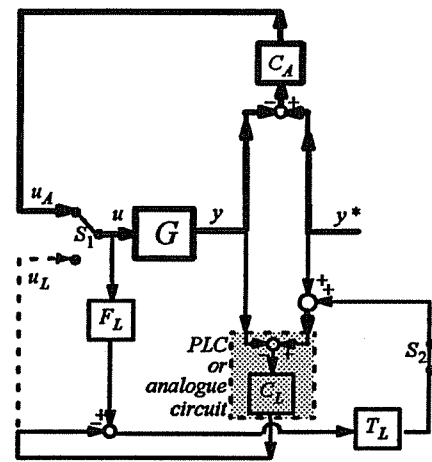 C_A
− +
u_A
u
y
y*
S_1
G
u_L
+
+
F_L
PLC
or
analogue
circuit
− +
C_L
S_2
+
−
T_L